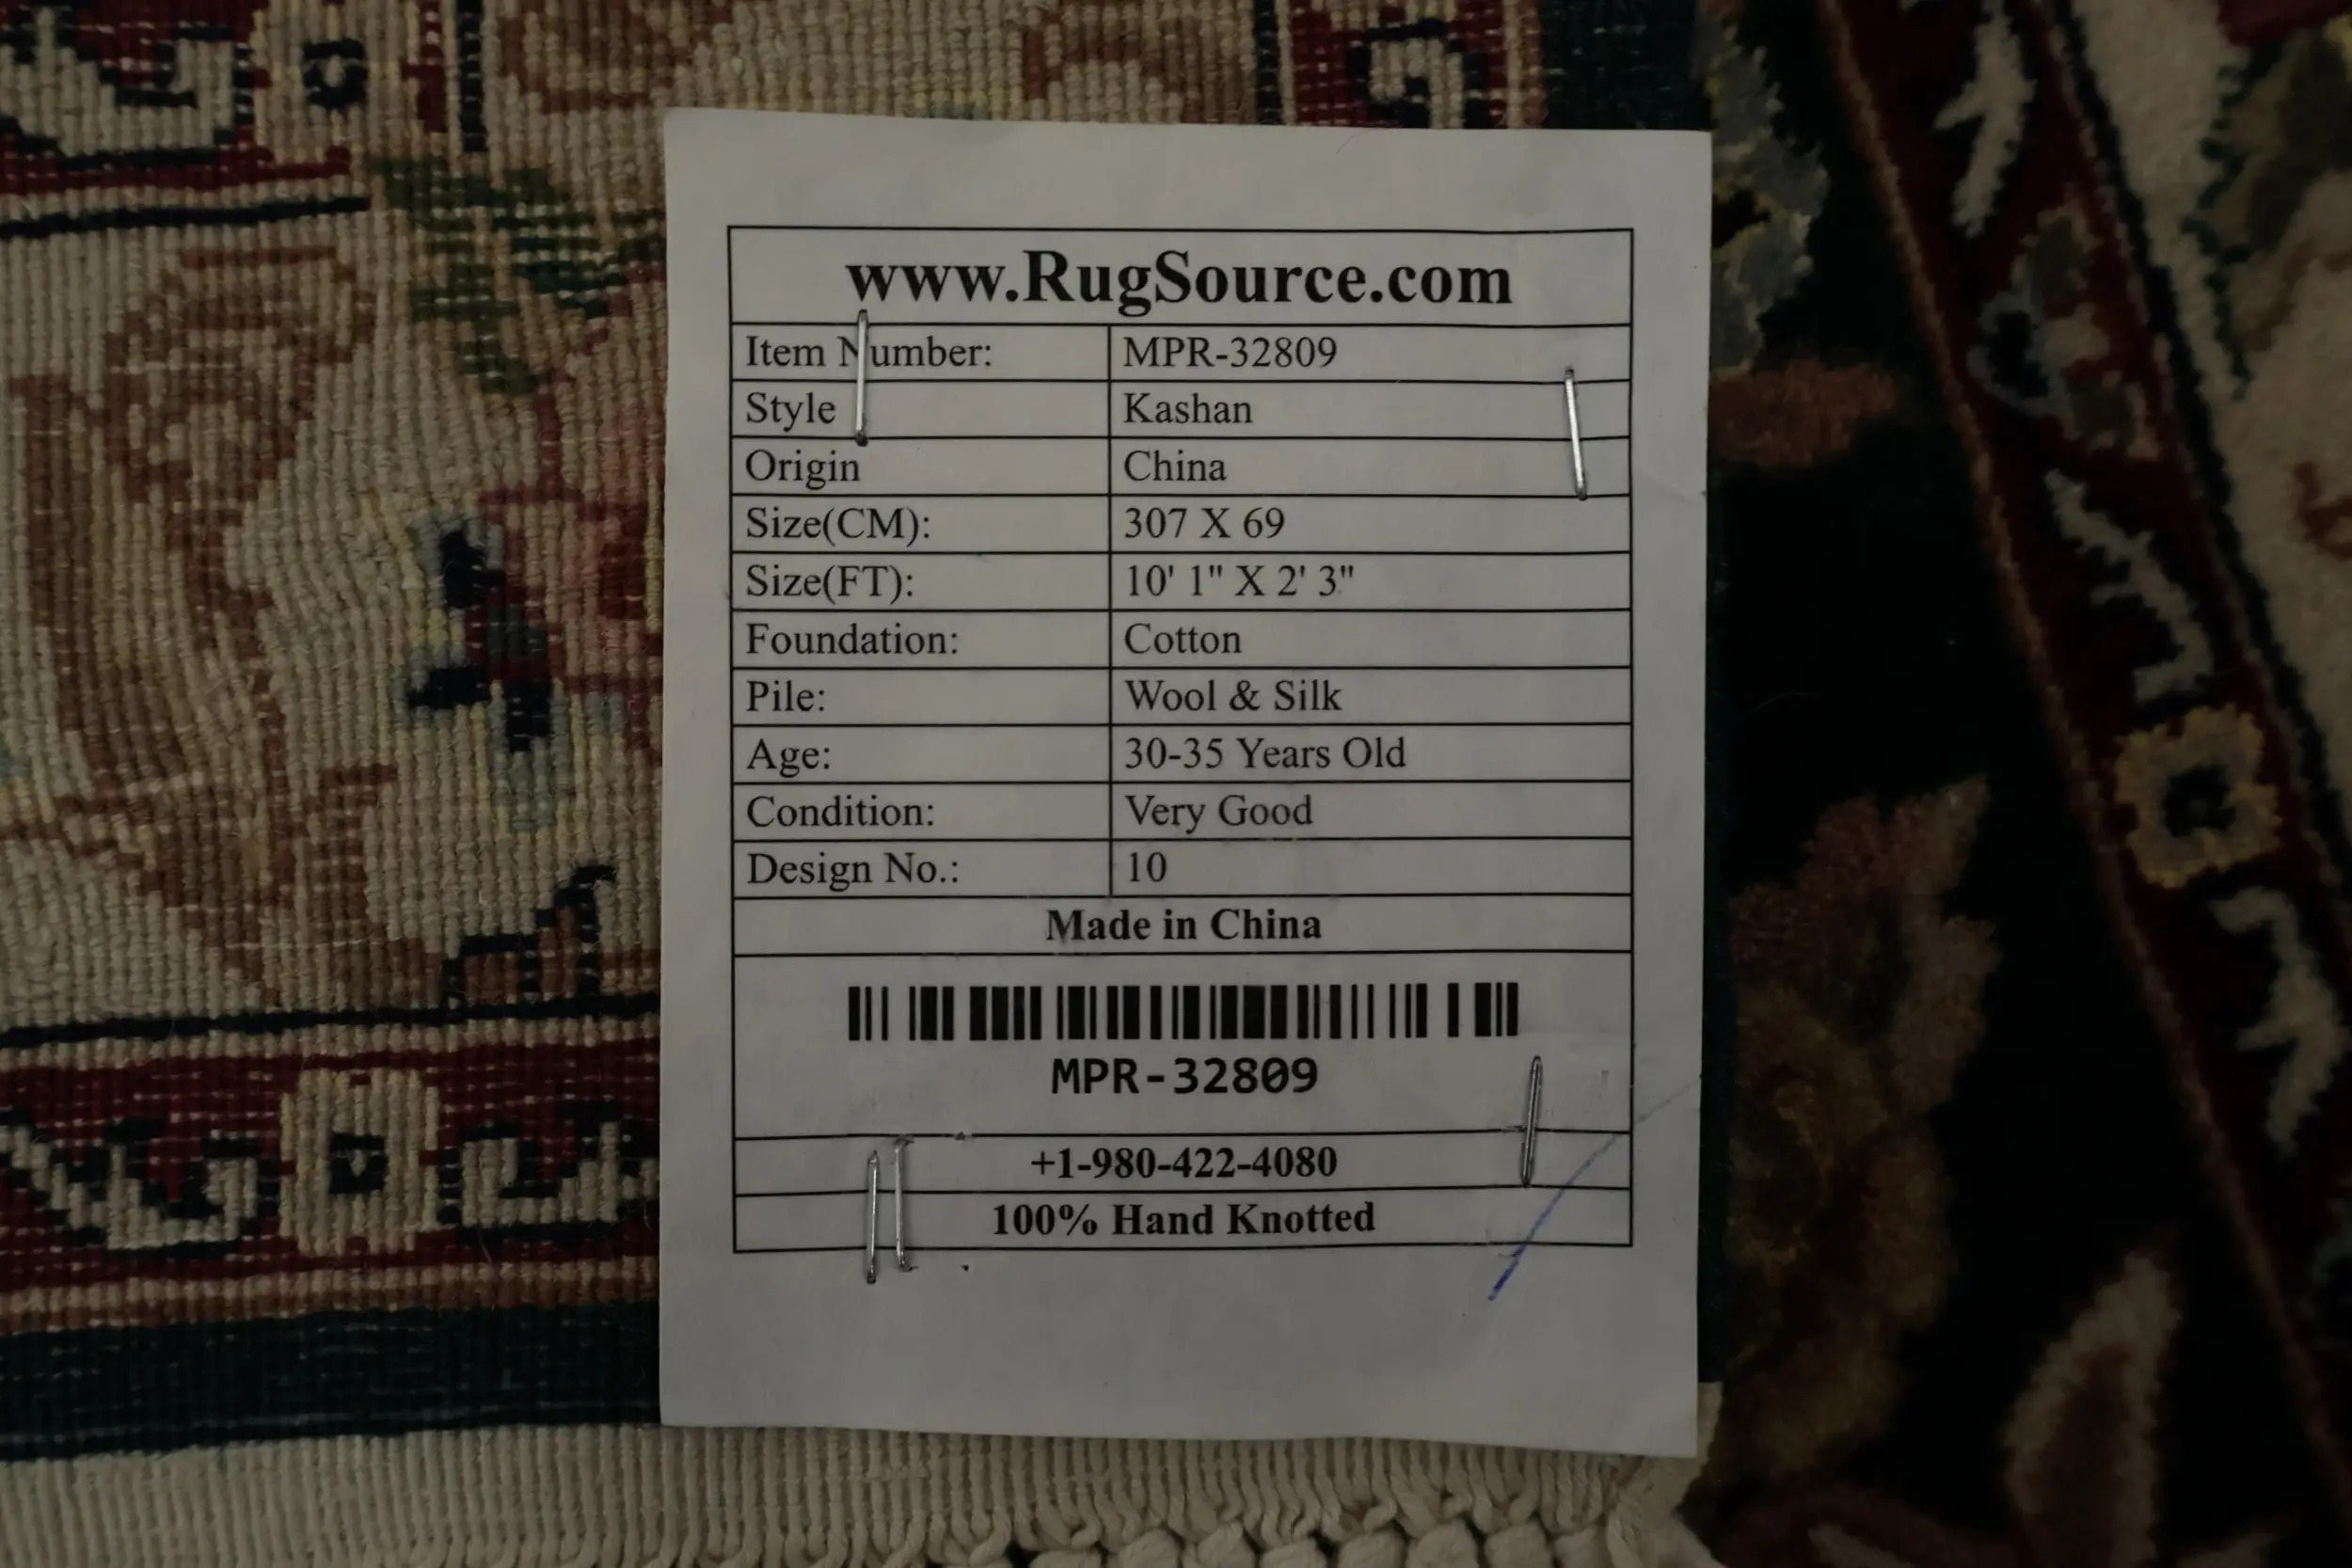 www.RugSource.com
Item Number: MPR-32809
Style Kashan
Origin China
Size(CM): 307 X 69
Size(FT): 10' 1" X 2' 3"
Foundation: Cotton
Pile: Wool & Silk
Age: 30-35 Years Old
Condition: Very Good
Design No.: 10
Made in China
MPR-32809
+1-980-422-4080
100% Hand Knotted